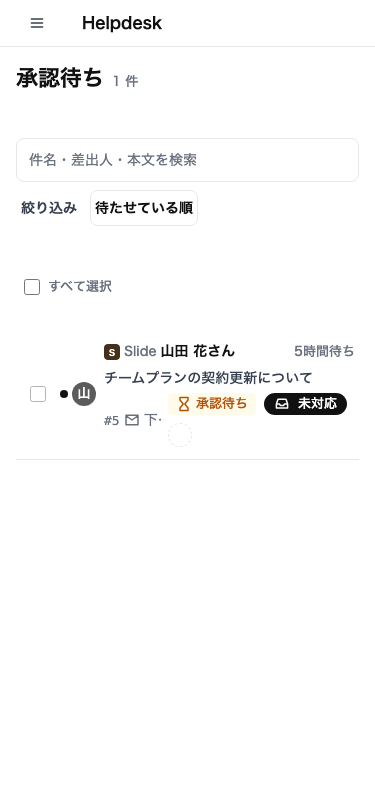 Helpdesk
承認待ち 1 件
件名・差出人・本文を検索
絞り込み 待たせている順
すべて選択
S Slide 山田 花さん 5時間待ち
山 チームプランの契約更新について
承認待ち 未対応
#5 下·